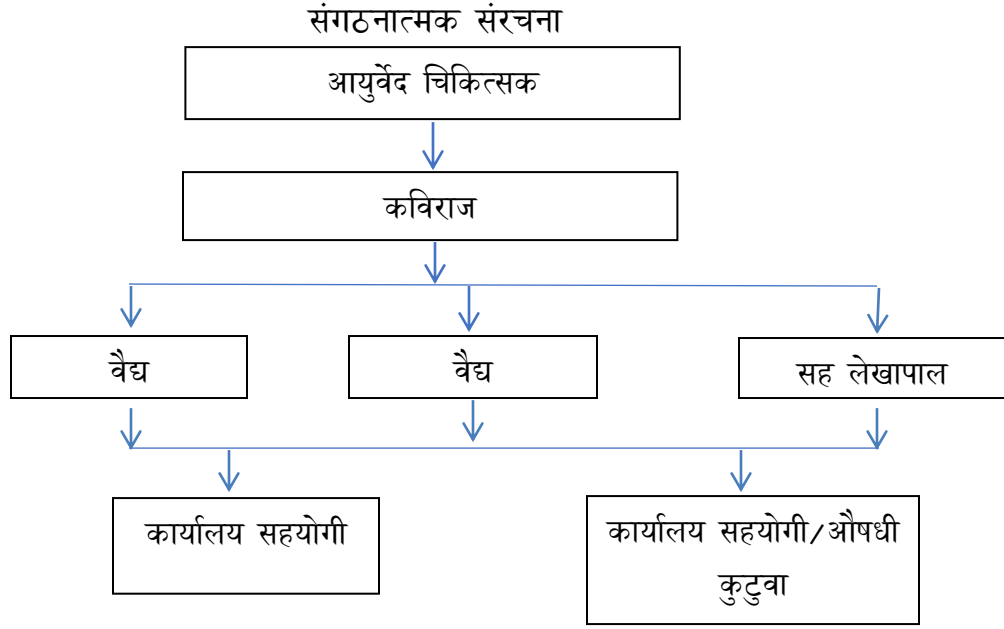 संगठनात्मक संरचना
आयुर्वेद चिकित्सक
कविराज
वैद्य
वैद्य
सह लेखापाल
कार्यालय सहयोगी
कार्यालय सहयोगी/औषधी
कुटुवा